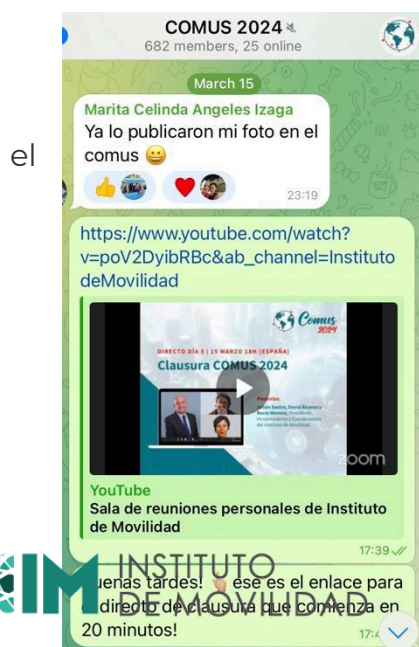 COMUS 2024
682 members, 25 online
March 15
Marita Celinda Angeles Izaga
Ya lo publicaron mi foto en el
comus
23:19
el
https://www.youtube.com/watch?
v=poV2DyibRBc&ab_channel=Instituto
deMovilidad
Comus
2024
DIRECTO DÍA 5 | 15 MARZO 18H (ESPAÑA)
Clausura COMUS 2024
Ponentes:
zoom
YouTube
Sala de reuniones personales de Instituto
de Movilidad
17:39
IM INSTITUTO
DE MOVILIDAD
tardes! ése es el enlace para
directo de clausura que comienza en
20 minutos!